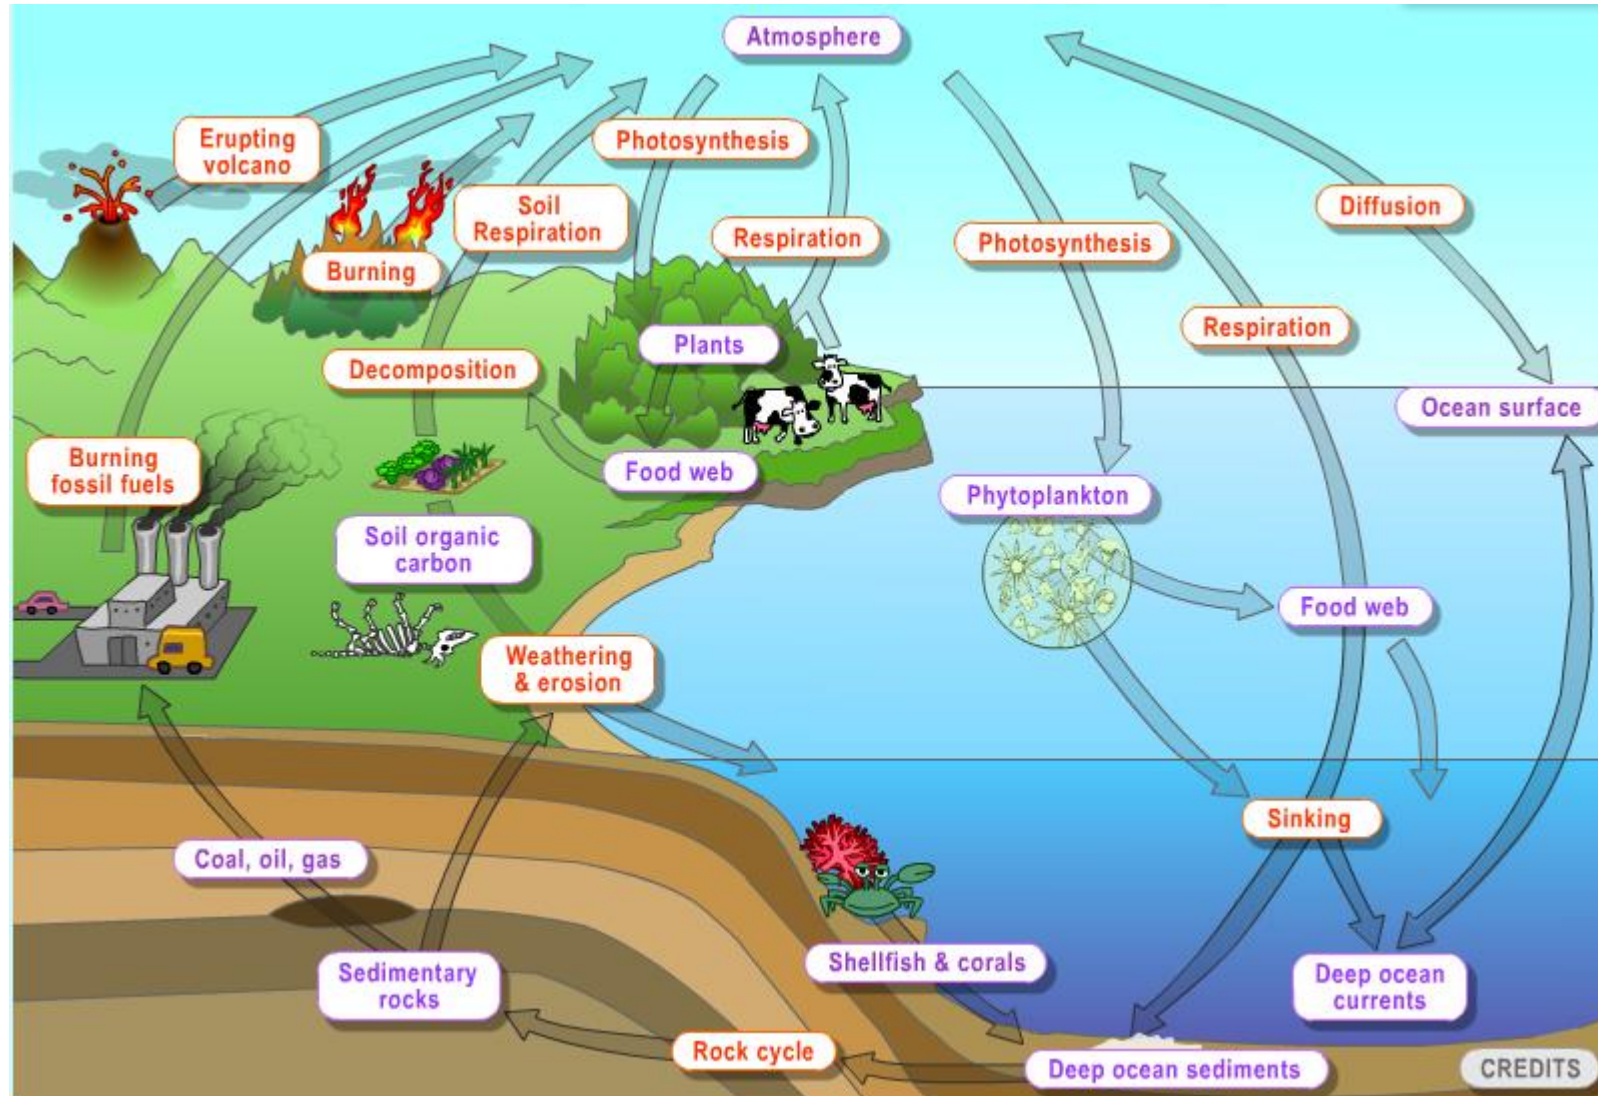 Atmosphere
Erupting
volcano
Photosynthesis
Soil
Respiration
Respiration
Photosynthesis
Diffusion
Burning
Respiration
Plants
Decomposition
Ocean surface
Burning
fossil fuels
Food web
Phytoplankton
Soil organic
carbon
Food web
Weathering
& erosion
Sinking
Coal, oil, gas
Shellfish & corals
Sedimentary
rocks
Deep ocean
currents
Rock cycle
Deep ocean sediments
CREDITS